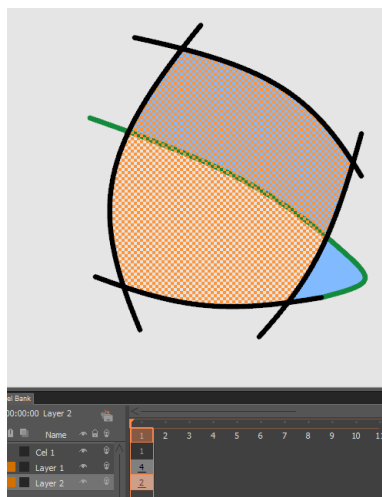 el Bank
00:00:00 Layer 2
Name 1 2 3 4 5 6 7 8 9 10 11
Cel 1 1
Layer 1 4
Layer 2 2